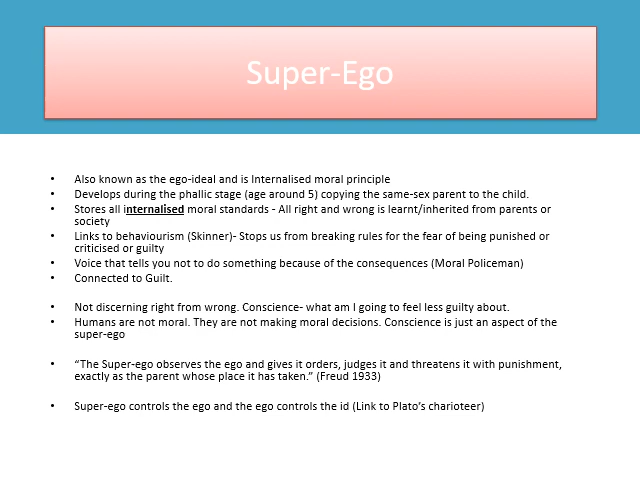 Super-Ego
• Also known as the ego-ideal and is Internalised moral principle
• Develops during the phallic stage (age around 5) copying the same-sex parent to the child.
• Stores all internalised moral standards - All right and wrong is learnt/inherited from parents or
society
• Links to behaviourism (Skinner)- Stops us from breaking rules for the fear of being punished or
criticised or guilty
• Voice that tells you not to do something because of the consequences (Moral Policeman)
• Connected to Guilt.
• Not discerning right from wrong. Conscience- what am I going to feel less guilty about.
• Humans are not moral. They are not making moral decisions. Conscience is just an aspect of the
super-ego
• “The Super-ego observes the ego and gives it orders, judges it and threatens it with punishment,
exactly as the parent whose place it has taken.” (Freud 1933)
• Super-ego controls the ego and the ego controls the id (Link to Plato’s charioteer)